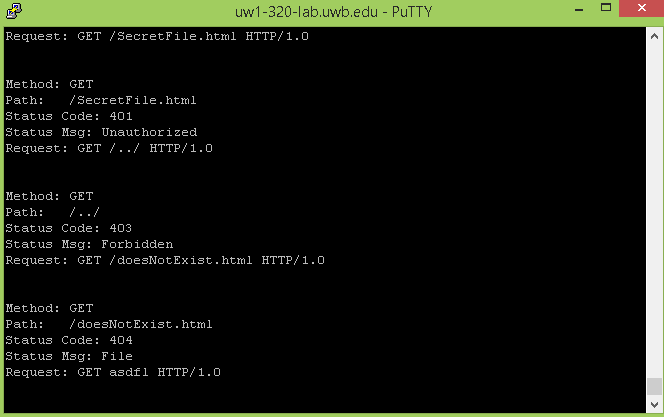 uw1-320-lab.uwb.edu - PuTTY
Request: GET /SecretFile.html HTTP/1.0
Method: GET
Path:   /SecretFile.html
Status Code: 401
Status Msg: Unauthorized
Request: GET /../ HTTP/1.0
Method: GET
Path:   /../
Status Code: 403
Status Msg: Forbidden
Request: GET /doesNotExist.html HTTP/1.0
Method: GET
Path:   /doesNotExist.html
Status Code: 404
Status Msg: File
Request: GET asdfl HTTP/1.0